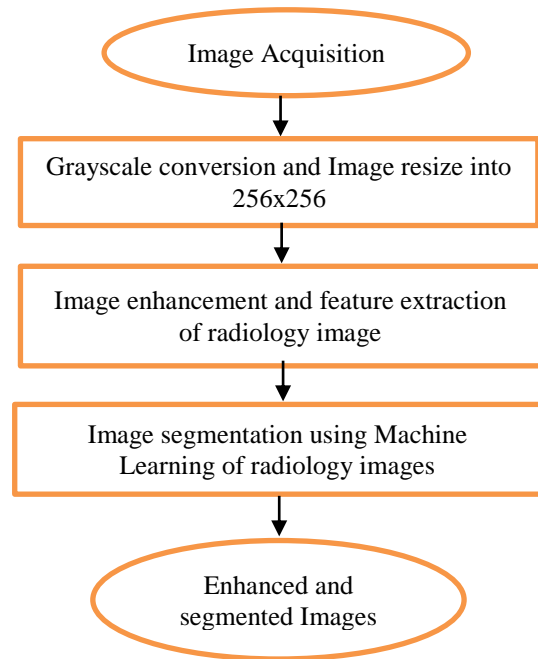 Image Acquisition
Grayscale conversion and Image resize into
256x256
Image enhancement and feature extraction
of radiology image
Image segmentation using Machine
Learning of radiology images
Enhanced and
segmented Images